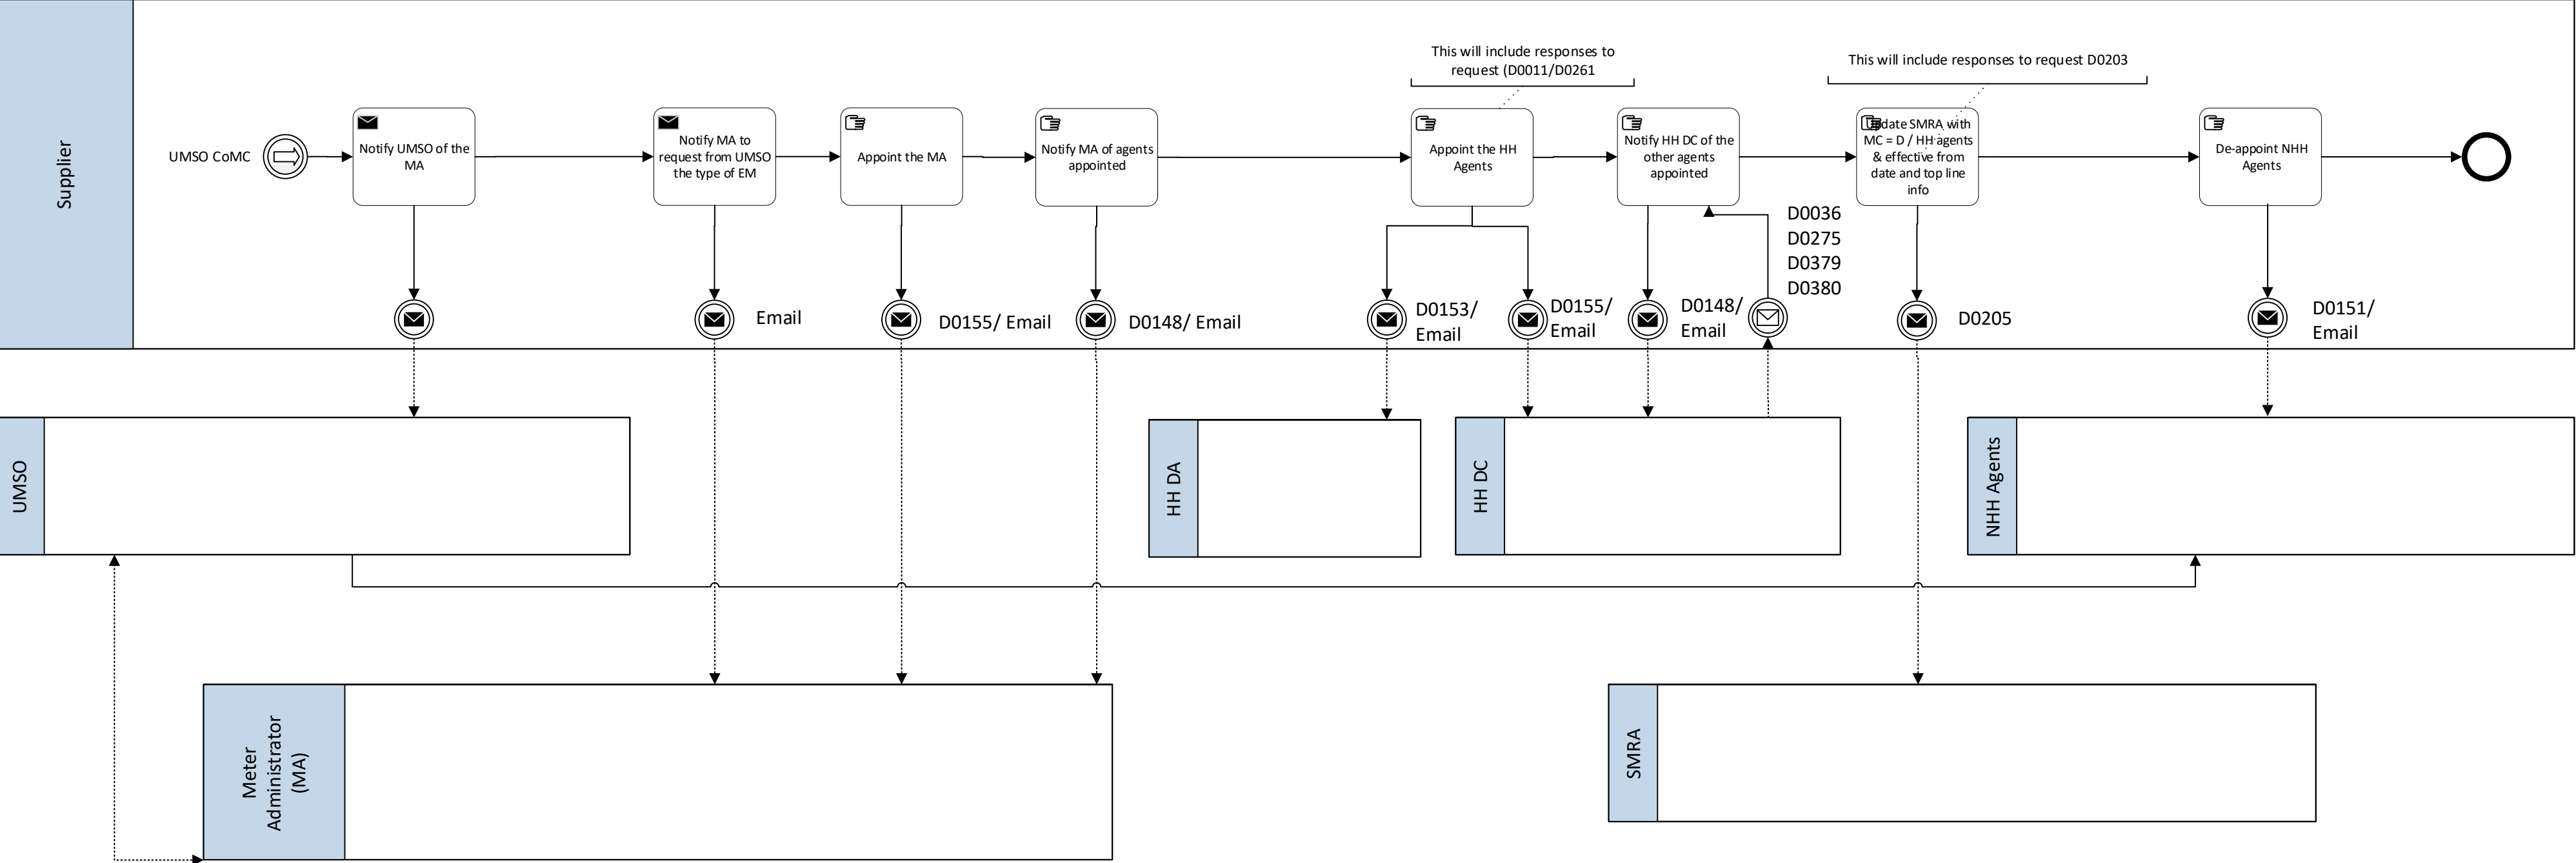 This will include responses to
request (D0011/D0261
This will include responses to request D0203
Supplier
UMSO CoMC
Notify UMSO of the
MA
Notify MA to
request from UMSO
the type of EM
Appoint the MA
Notify MA of agents
appointed
Appoint the HH
Agents
Notify HH DC of the
other agents
appointed
Update SMRA with
MC = D / HH agents
& effective from
date and top line
info
De-appoint NHH
Agents
D0036
D0275
D0379
D0380
Email
D0155/ Email
D0148/ Email
D0153/
Email
D0155/
Email
D0148/
Email
D0205
D0151/
Email
UMSO
HH DA
HH DC
NHH Agents
Meter
Administrator
(MA)
SMRA